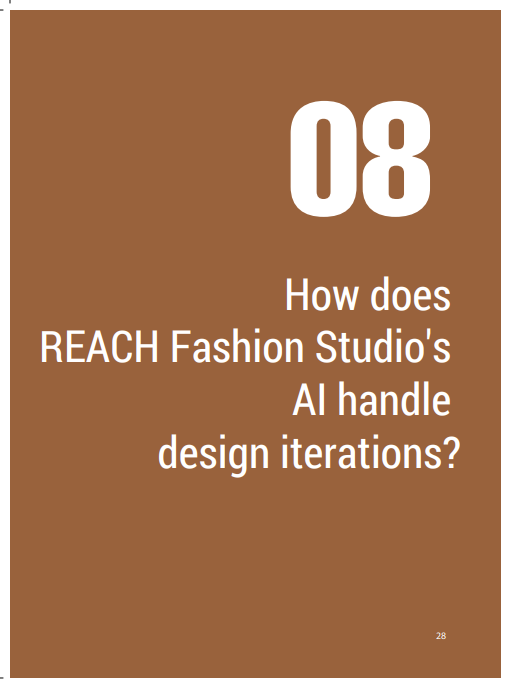 08
How does
REACH Fashion Studio's
AI handle
design iterations?
28